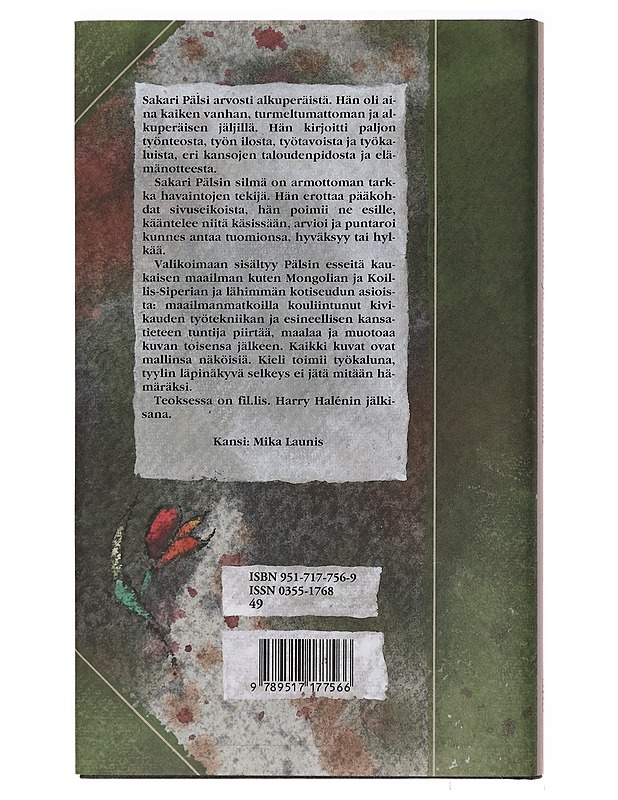 Sakari Pälsi arvosti alkuperäistä. Hän oli ai-
na kaiken vanhan, turmeltumattoman ja al-
kuperäisen jäljillä. Hän kirjoitti paljon
työnteosta, työn ilosta, työtavoista ja työka-
luista, eri kansojen taloudenpidosta ja elä-
mänotteesta.
Sakari Pälsin silmä on armottoman tark-
ka havaintojen tekijä. Hän erottaa pääkoh-
dat sivuseikoista, hän poimii ne esille,
kääntelee niitä käsissään, arvioi ja puntaroi
kunnes antaa tuomionsa, hyväksyy tai hyl-
kää.
Valikoimaan sisältyy Pälsin esseitä kau-
kaisen maailman kuten Mongolian ja Koil-
lis-Siperian ja lähimmän kotiseudun asiois-
ta: maailmanmatkoilla kouliintunut kivi-
kauden työtekniikan ja esineellisen kansa-
tieteen tuntija piirtää, maalaa ja muotoaa
kuvan toisensa jälkeen. Kaikki kuvat ovat
mallinsa näköisiä. Kieli toimii työkaluna,
tyylin läpinäkyvä selkeys ei jätä mitään hä-
märäksi.
Teoksessa on fil.lis. Harry Halénin jälki-
sana.
Kansi: Mika Launis
ISBN 951-717-756-9
ISSN 0355-1768
49
9 789517 177566